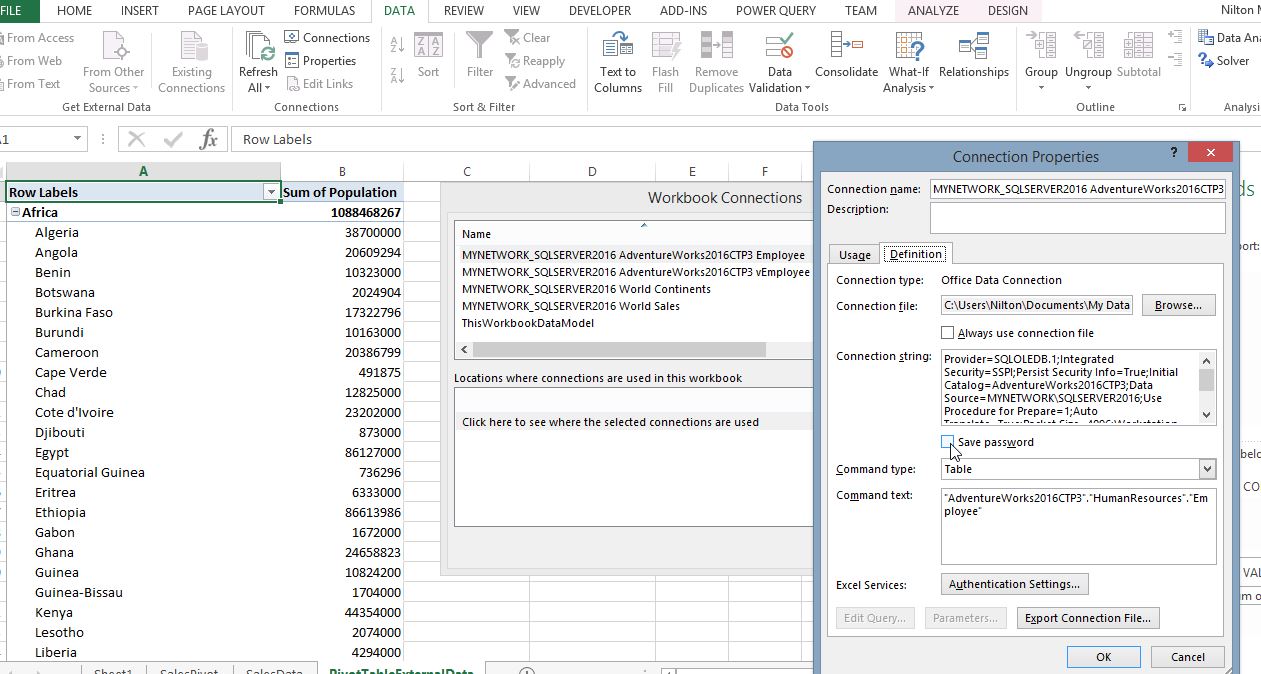 FILE HOME INSERT PAGE LAYOUT FORMULAS DATA REVIEW VIEW DEVELOPER ADD-INS POWER QUERY TEAM ANALYZE DESIGN Nilton
From Access
From Web
From Text
From Other
Sources
Existing
Connections
Get External Data
Refresh
All
Connections
Properties
Edit Links
Connections
Sort
Filter
Clear
Reapply
Advanced
Sort & Filter
Text to
Columns
Flash
Fill
Remove
Duplicates
Data
Validation
Consolidate
What-If
Analysis
Relationships
Data Tools
Group
Ungroup
Subtotal
Outline
Data
Solver
fx Row Labels
A B C D E F
Row Labels Sum of Population
Africa 1088468267
Algeria 38700000
Angola 20609294
Benin 10323000
Botswana 2024904
Burkina Faso 17322796
Burundi 10163000
Cameroon 20386799
Cape Verde 491875
Chad 12825000
Cote d'Ivoire 23202000
Djibouti 873000
Egypt 86127000
Equatorial Guinea 736296
Eritrea 6333000
Ethiopia 86613986
Gabon 1672000
Ghana 24658823
Guinea 10824200
Guinea-Bissau 1704000
Kenya 44354000
Lesotho 2074000
Liberia 4294000
Sheet1 SalesPivot SalesData PivotTableExternalData
Workbook Connections
Name
MYNETWORK_SQLSERVER2016 AdventureWorks2016CTP3 Employee
MYNETWORK_SQLSERVER2016 AdventureWorks2016CTP3 vEmployee
MYNETWORK_SQLSERVER2016 World Continents
MYNETWORK_SQLSERVER2016 World Sales
ThisWorkbookDataModel
Locations where connections are used in this workbook
Click here to see where the selected connections are used
Connection Properties ?
Connection name: MYNETWORK_SQLSERVER2016 AdventureWorks2016CTP3
Description:
Usage Definition
Connection type: Office Data Connection
Connection file: C:\Users\Nilton\Documents\My Data Browse...
Always use connection file
Connection string: Provider=SQLOLEDB.1;Integrated
Security=SSPI;Persist Security Info=True;Initial
Catalog=AdventureWorks2016CTP3;Data
Source=MYNETWORK\SQLSERVER2016;Use
Procedure for Prepare=1;Auto
Translate=True;Packet Size=4096;Workstation
Save password
Command type: Table
Command text: "AdventureWorks2016CTP3"."HumanResources"."Em
ployee"
Excel Services: Authentication Settings...
Edit Query... Parameters... Export Connection File...
OK Cancel